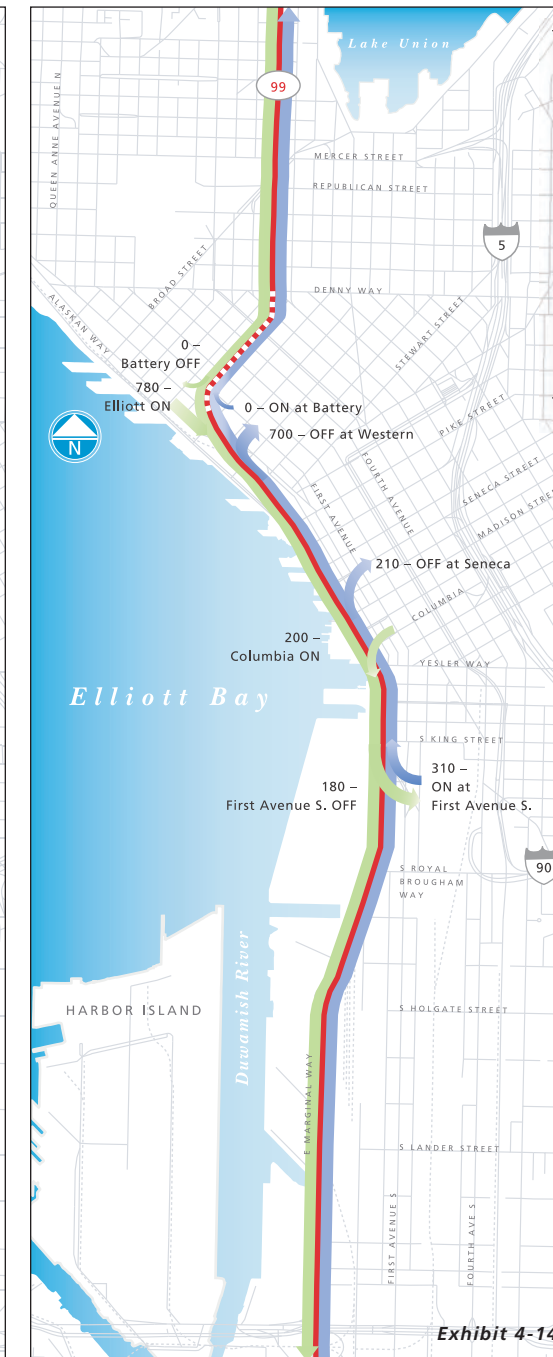 Lake Union
99
QUEEN ANNE AVENUE N
MERCER STREET
REPUBLICAN STREET
5
BROAD STREET
DENNY WAY
ALASKAN WAY
STEWART STREET
0 –
Battery OFF
780 –
Elliott ON
0 – ON at Battery
PIKE STREET
700 – OFF at Western
N
FOURTH AVENUE
FIRST AVENUE
SENECA STREET
MADISON STRE
210 – OFF at Seneca
COLUMBIA
200 –
Columbia ON
YESLER WAY
Elliott Bay
S KING STREET
310 –
ON at
First Avenue S.
180 –
First Avenue S. OFF
90
S ROYAL
BROUGHAM
WAY
Duwamish River
HARBOR ISLAND
S HOLGATE STREET
E MARGINAL WAY
S LANDER STREET
FIRST AVENUE S
FOURTH AVE S
Exhibit 4-14